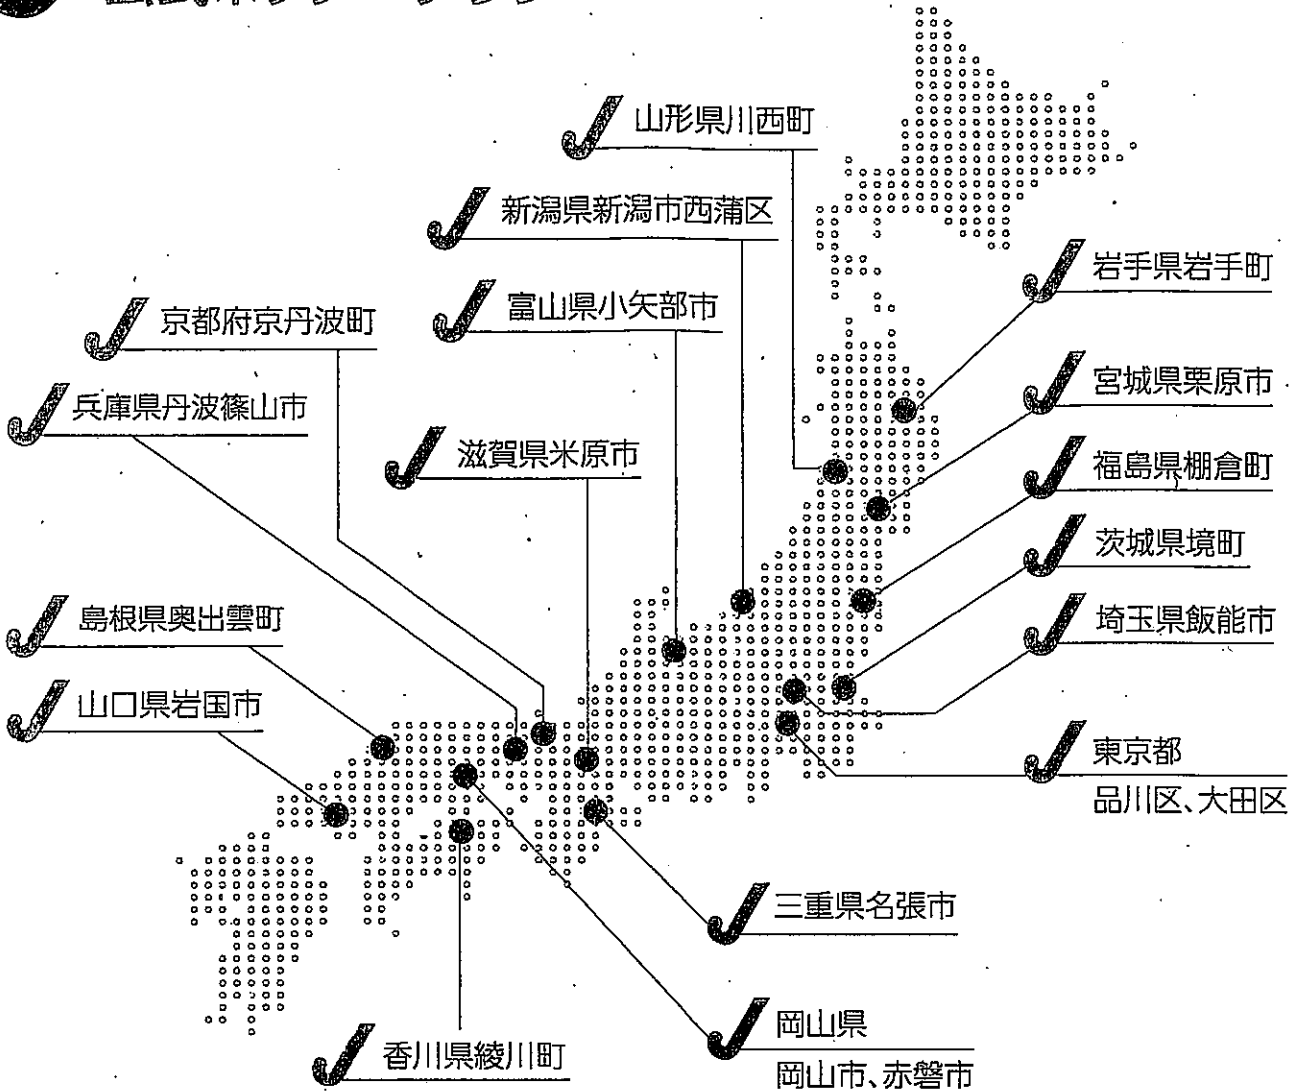 山形県川西町
新潟県新潟市西蒲区
岩手県岩手町
富山県小矢部市
京都府京丹波町
宮城県栗原市
兵庫県丹波篠山市
滋賀県米原市
福島県棚倉町
茨城県境町
島根県奥出雲町
埼玉県飯能市
山口県岩国市
東京都
品川区、大田区
三重県名張市
岡山県
岡山市、赤磐市
香川県綾川町